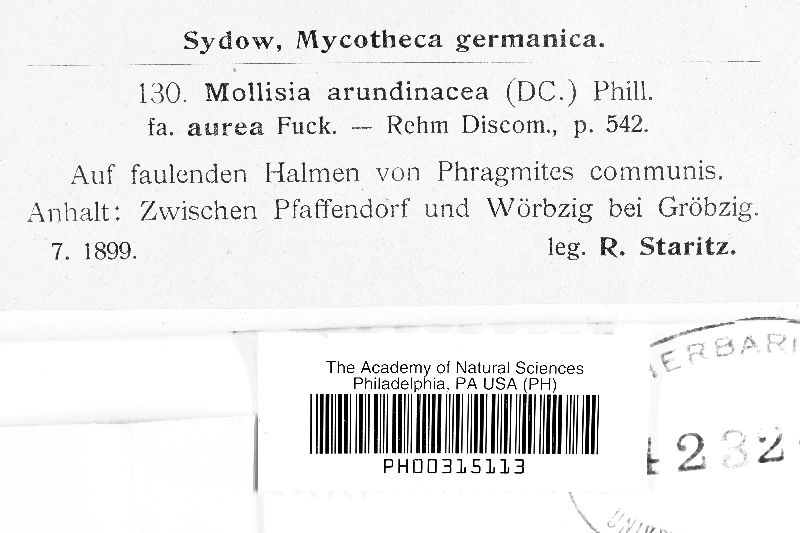 Sydow, Mycotheca germanica.
130. Mollisia arundinacea (DC.) Phill.
fa. aurea Fuck. — Rehm Discom., p. 542.
Auf faulenden Halmen von Phragmites communis.
Anhalt: Zwischen Pfaffendorf und Wörbzig bei Gröbzig.
7. 1899. leg. R. Staritz.
The Academy of Natural Sciences
Philadelphia, PA USA (PH)
PH00315113
4232